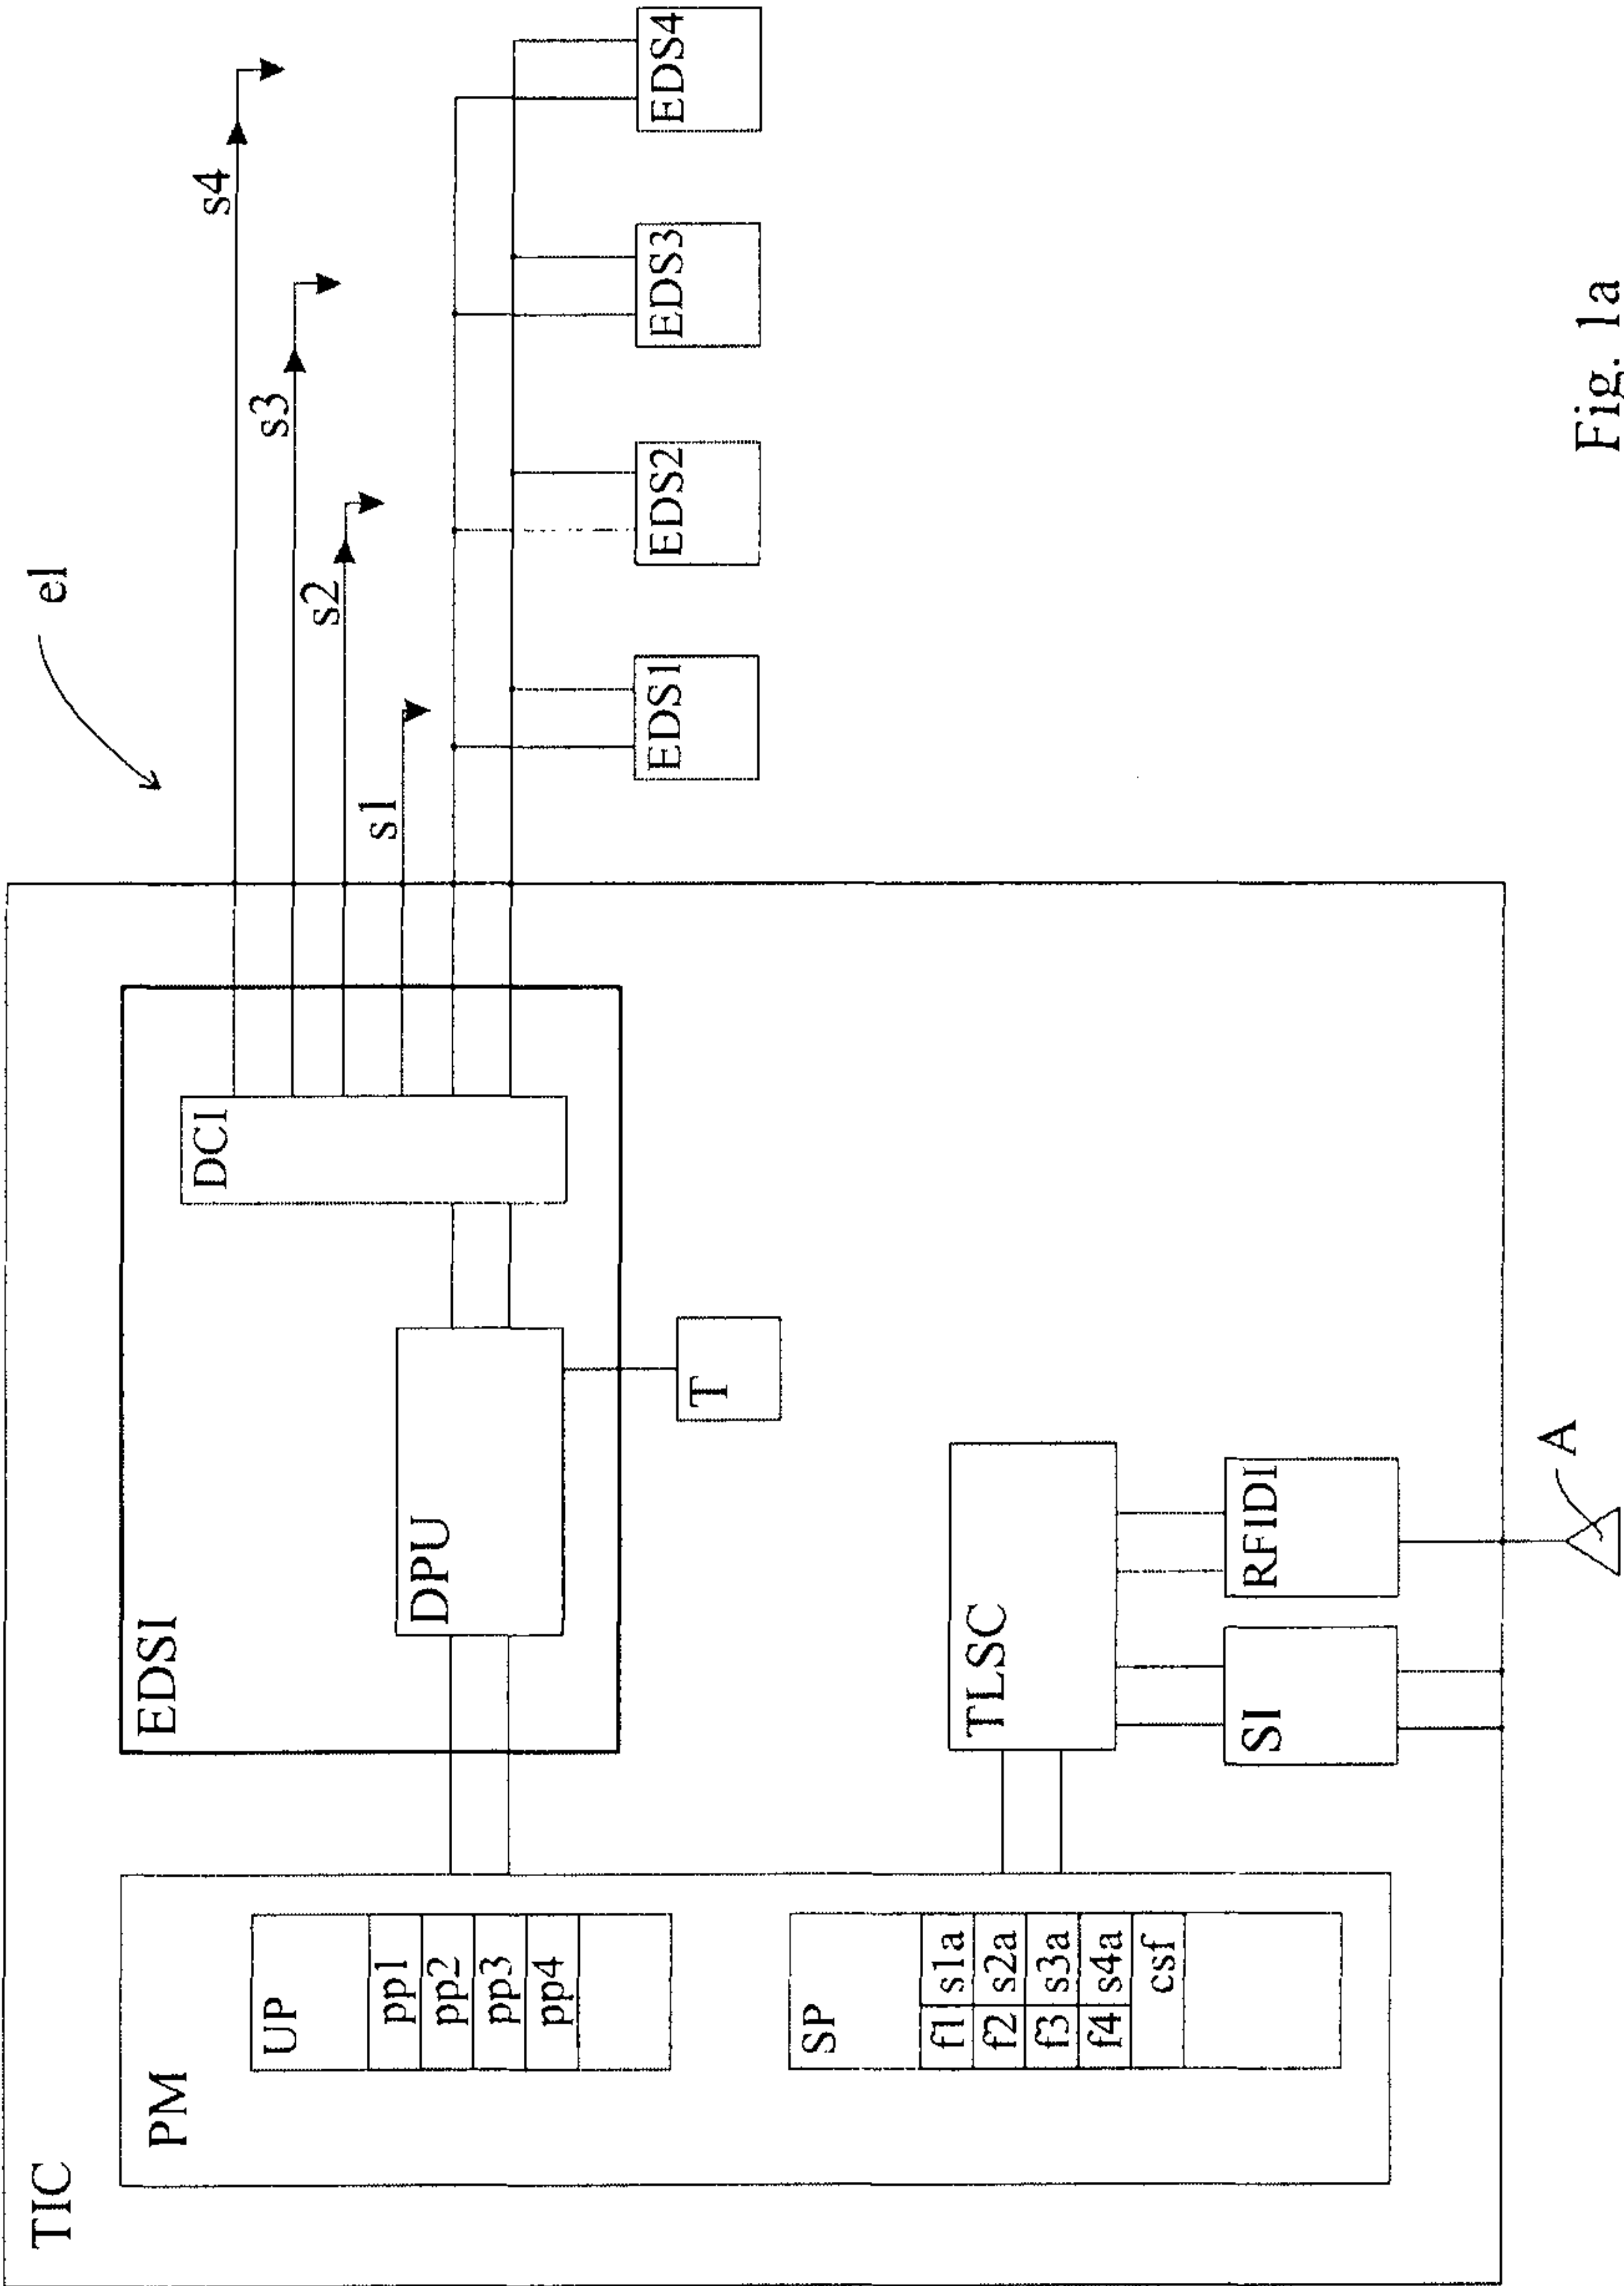 TIC
PM
UP
pp1
pp2
pp3
pp4
SP
f1 s1a
f2 s2a
f3 s3a
f4 s4a
csf
EDSI
DPU
DCI
T
TLSC
SI
RFIDI
A
e1
s1
s2
s3
s4
EDS1
EDS2
EDS3
EDS4
Fig. 1a